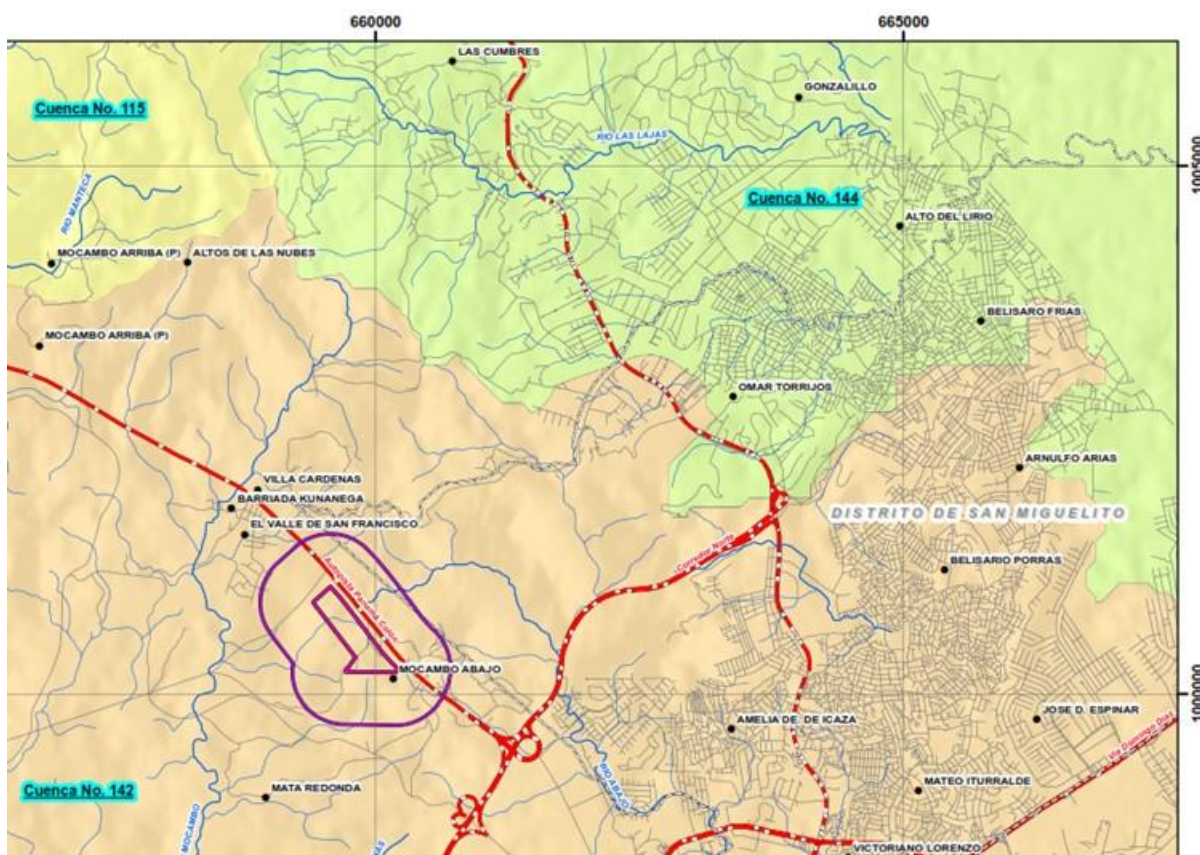 660000
665000
LAS CUMBRES
GONZALILLO
Cuenca No. 115
RIO LAS LAJAS
1005000
RIO MANTECA
Cuenca No. 144
ALTO DEL LIRIO
MOCAMBO ARRIBA (P)
ALTOS DE LAS NUBES
BELISARO FRIAS
MOCAMBO ARRIBA (P)
OMAR TORRIJOS
ARNULFO ARIAS
VILLA CARDENAS
BARRIADA KUNANEGA
DISTRITO DE SAN MIGUELITO
EL VALLE DE SAN FRANCISCO
Corredor Norte
BELISARIO PORRAS
Autopista Panamá Colón
MOCAMBO ABAJO
1000000
JOSE D. ESPINAR
AMELIA DE. DE ICAZA
Via Domingo Díaz
RIO ABAJO
MATEO ITURRALDE
Cuenca No. 142
MATA REDONDA
MOCAMBO
VICTORIANO LORENZO